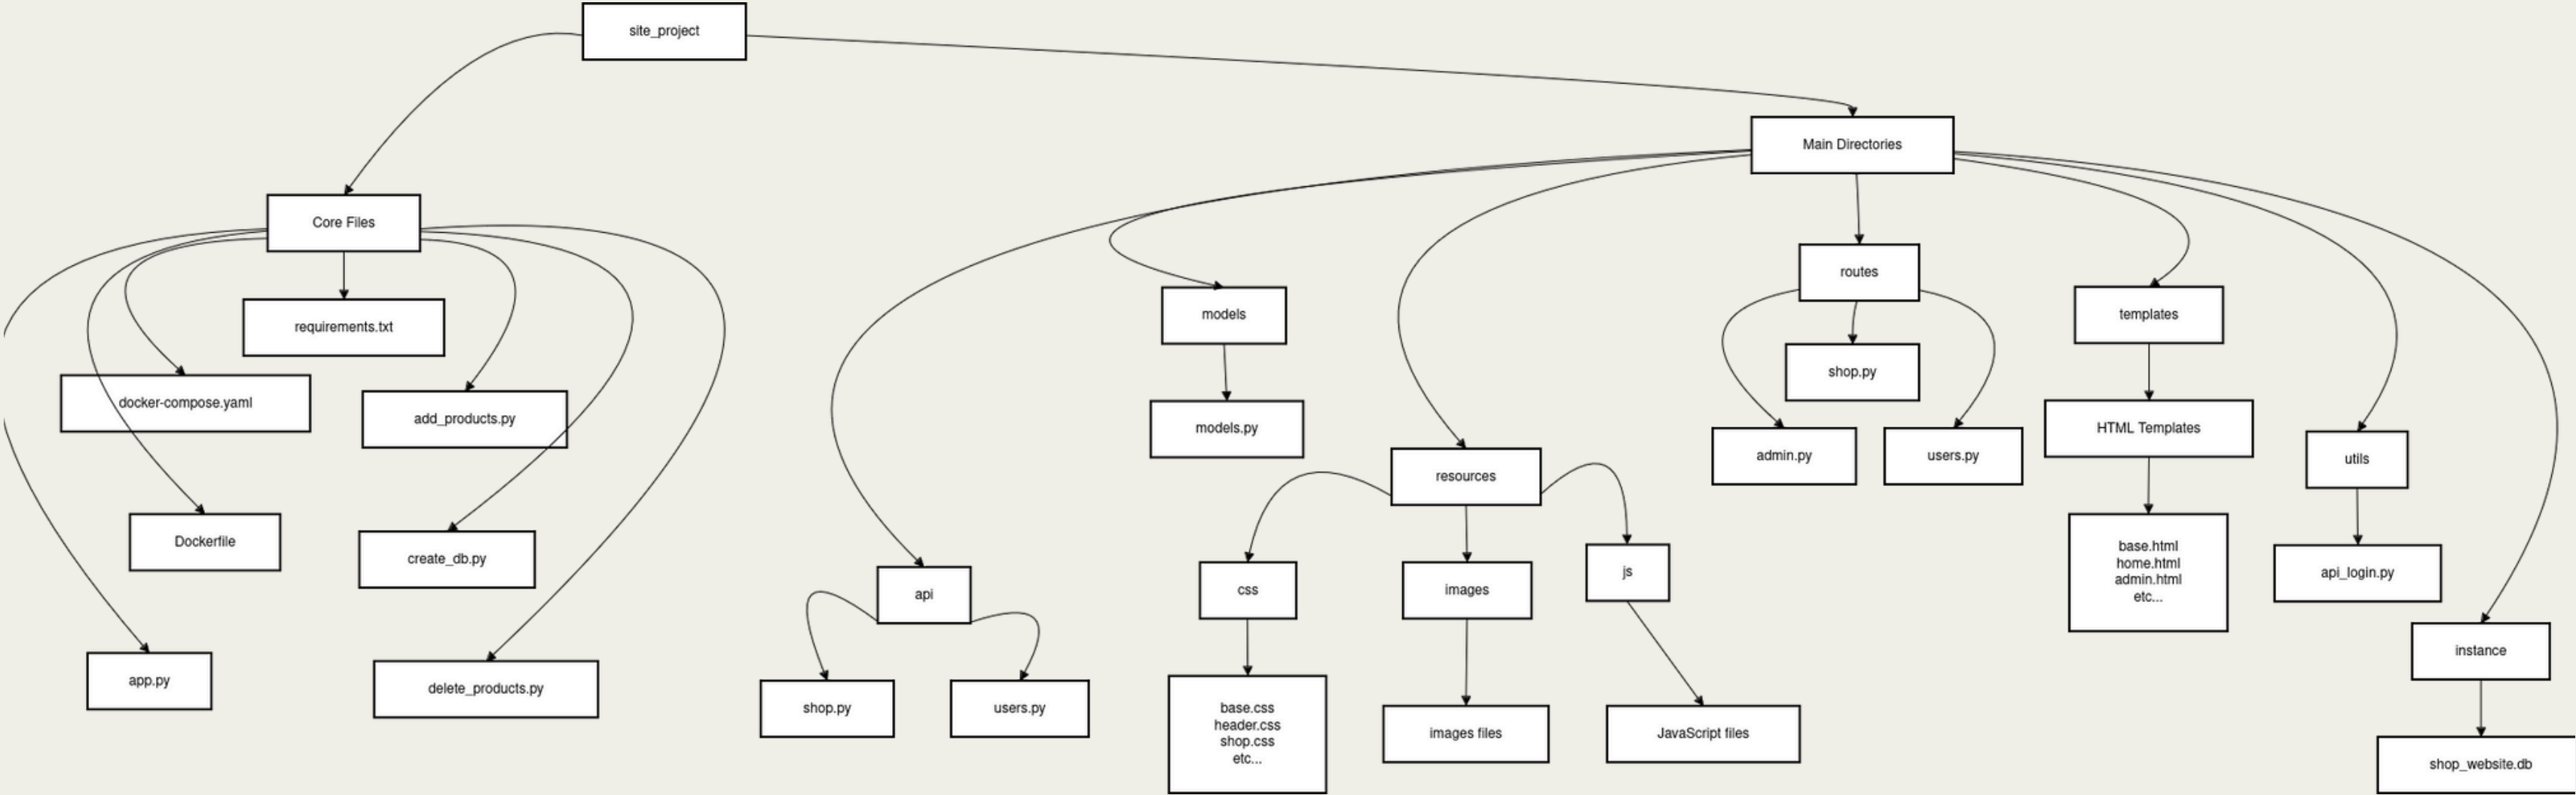 site_project
Main Directories
Core Files
routes
models
templates
requirements.txt
shop.py
docker-compose.yaml
add_products.py
models.py
HTML Templates
admin.py
users.py
utils
resources
Dockerfile
create_db.py
base.html
home.html
admin.html
etc...
api_login.py
js
css
images
api
instance
app.py
delete_products.py
shop.py
users.py
base.css
header.css
shop.css
etc...
images files
JavaScript files
shop_website.db